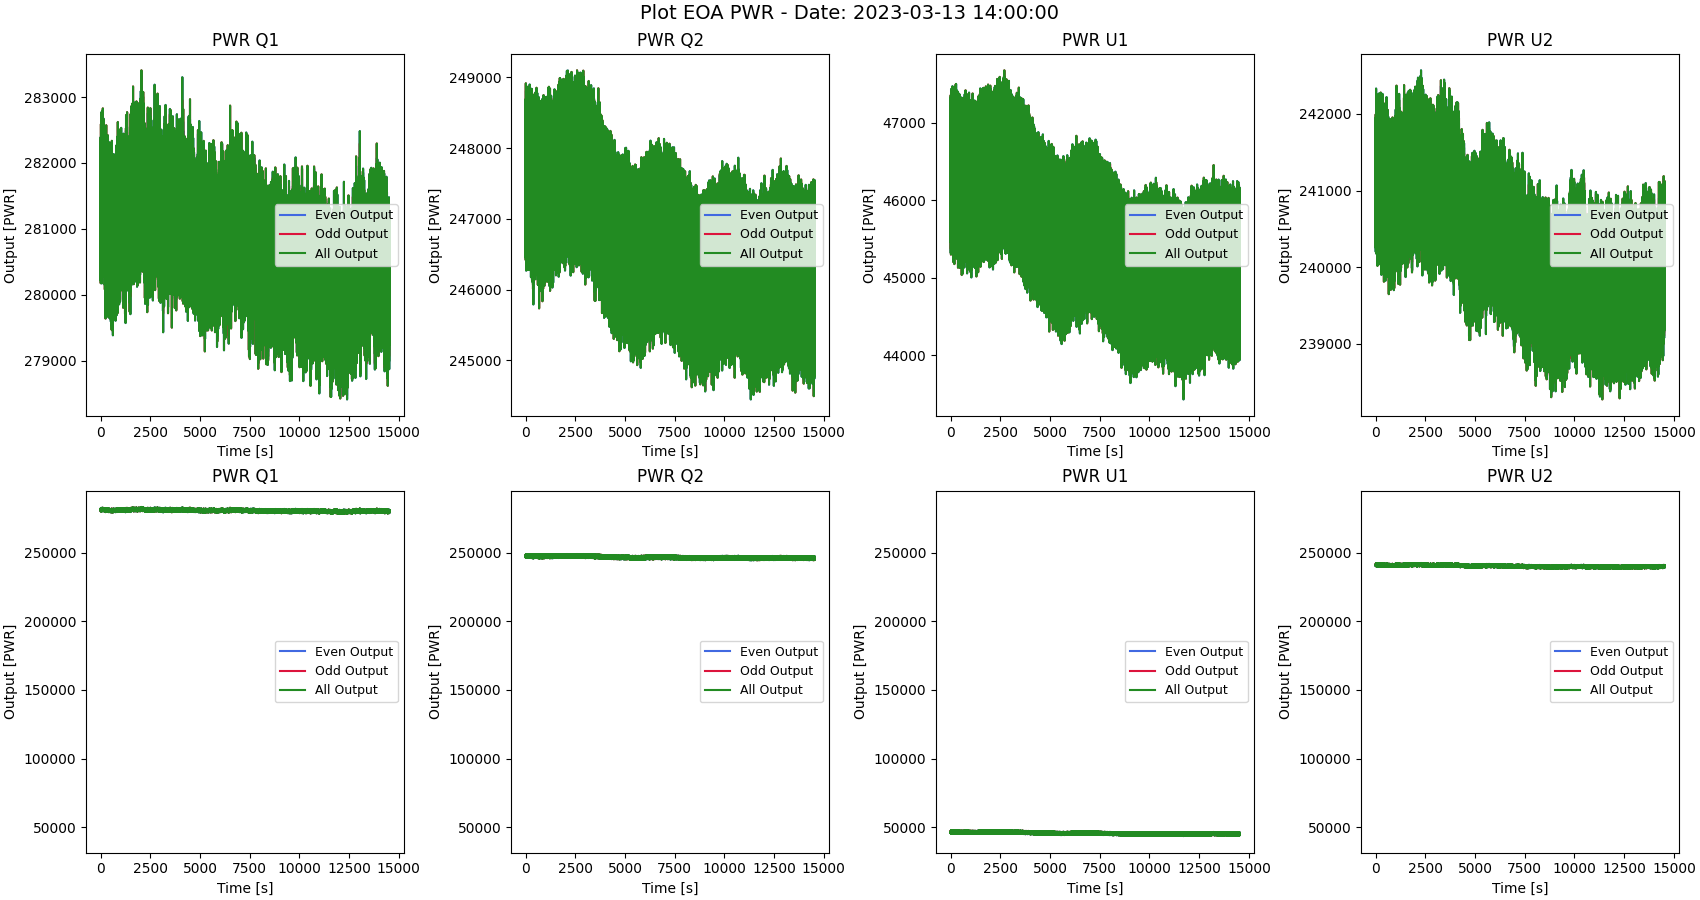 Plot EOA PWR - Date: 2023-03-13 14:00:00
PWR Q1
Output [PWR]
283000
282000
281000
280000
279000
Even Output
Odd Output
All Output
0 2500 5000 7500 10000 12500 15000
Time [s]
PWR Q2
Output [PWR]
249000
248000
247000
246000
245000
Even Output
Odd Output
All Output
0 2500 5000 7500 10000 12500 15000
Time [s]
PWR U1
Output [PWR]
47000
46000
45000
44000
Even Output
Odd Output
All Output
0 2500 5000 7500 10000 12500 15000
Time [s]
PWR U2
Output [PWR]
242000
241000
240000
239000
Even Output
Odd Output
All Output
0 2500 5000 7500 10000 12500 15000
Time [s]
PWR Q1
Output [PWR]
250000
200000
150000
100000
50000
Even Output
Odd Output
All Output
0 2500 5000 7500 10000 12500 15000
Time [s]
PWR Q2
Output [PWR]
250000
200000
150000
100000
50000
Even Output
Odd Output
All Output
0 2500 5000 7500 10000 12500 15000
Time [s]
PWR U1
Output [PWR]
250000
200000
150000
100000
50000
Even Output
Odd Output
All Output
0 2500 5000 7500 10000 12500 15000
Time [s]
PWR U2
Output [PWR]
250000
200000
150000
100000
50000
Even Output
Odd Output
All Output
0 2500 5000 7500 10000 12500 15000
Time [s]